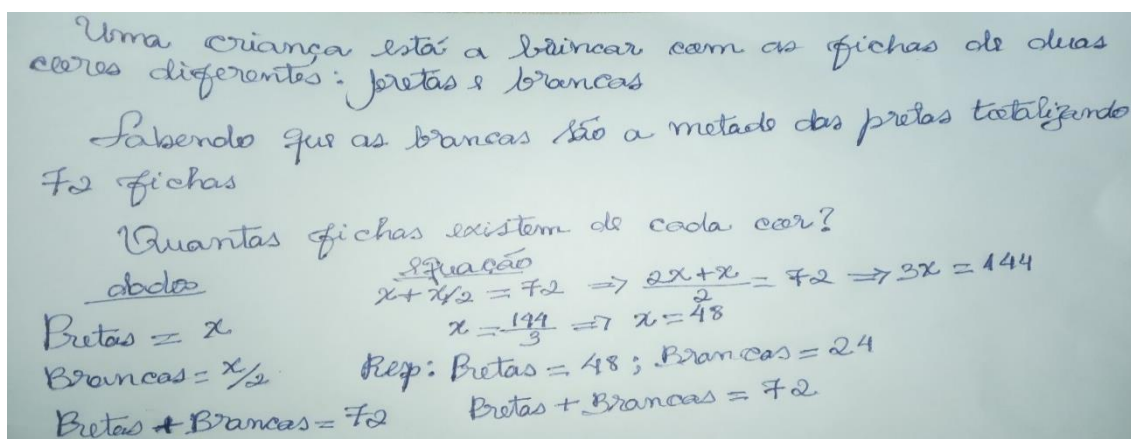 Uma criança está a brincar com as fichas de duas
cores diferentes: pretas e brancas
Sabendo que as brancas são a metade das pretas totalizando
72 fichas
Quantas fichas existem de cada cor?
dados
equação
x + x/2 = 72 => (2x+x)/2 = 72 => 3x = 144
Pretas = x
x = 144/3 => x = 48
Brancas = x/2
Resp: Pretas = 48 ; Brancas = 24
Pretas + Brancas = 72
Pretas + Brancas = 72